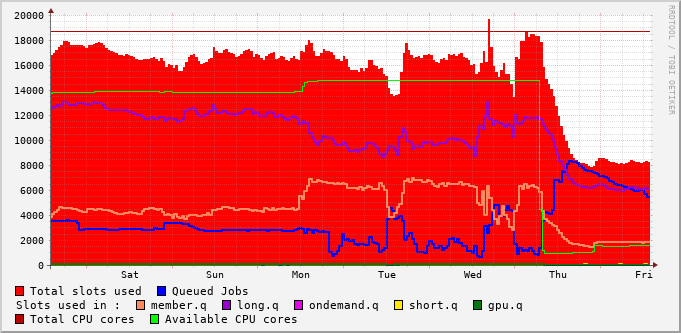 20000
18000
16000
14000
12000
10000
8000
6000
4000
2000
0
Sat Sun Mon Tue Wed Thu Fri
RRDTOOL / TOBI OETIKER
Total slots used Queued Jobs
Slots used in : member.q long.q ondemand.q short.q gpu.q
Total CPU cores Available CPU cores